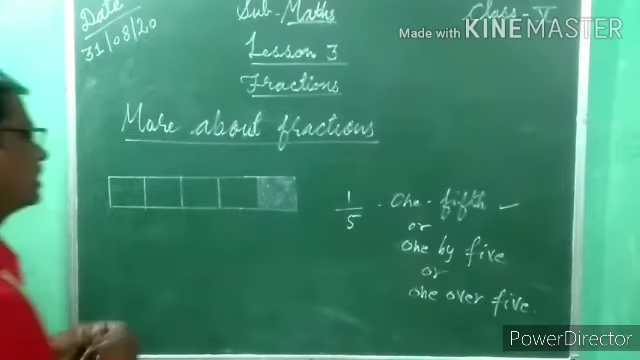 Date
31/08/20
Sub-Maths
Class-V
Made with KINEMASTER
Lesson 3
Fractions
More about fractions
1/5 - One-fifth ✓
or
One by five
or
One over five.
PowerDirector